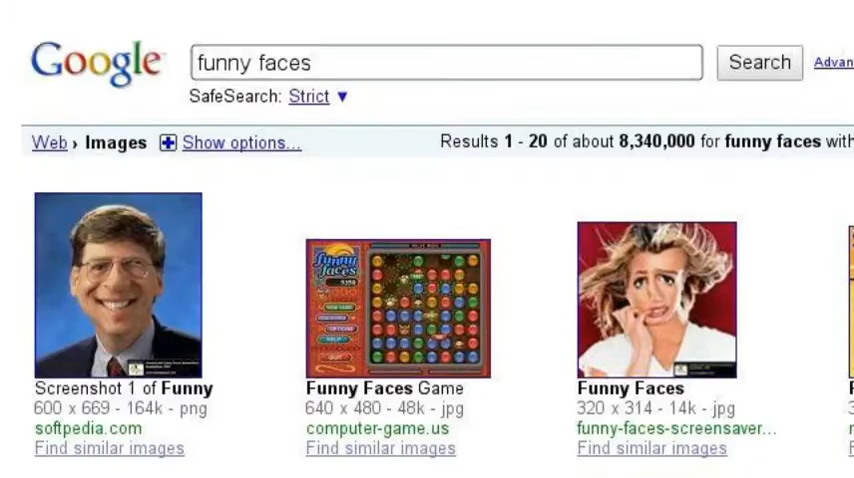 Google funny faces Search Advan
SafeSearch: Strict ▼
Web › Images Show options... Results 1 - 20 of about 8,340,000 for funny faces with
funny
faces
Screenshot 1 of Funny Funny Faces Game Funny Faces
600 x 669 - 164k - png 640 x 480 - 48k - jpg 320 x 314 - 14k - jpg
softpedia.com computer-game.us funny-faces-screensaver...
Find similar images Find similar images Find similar images